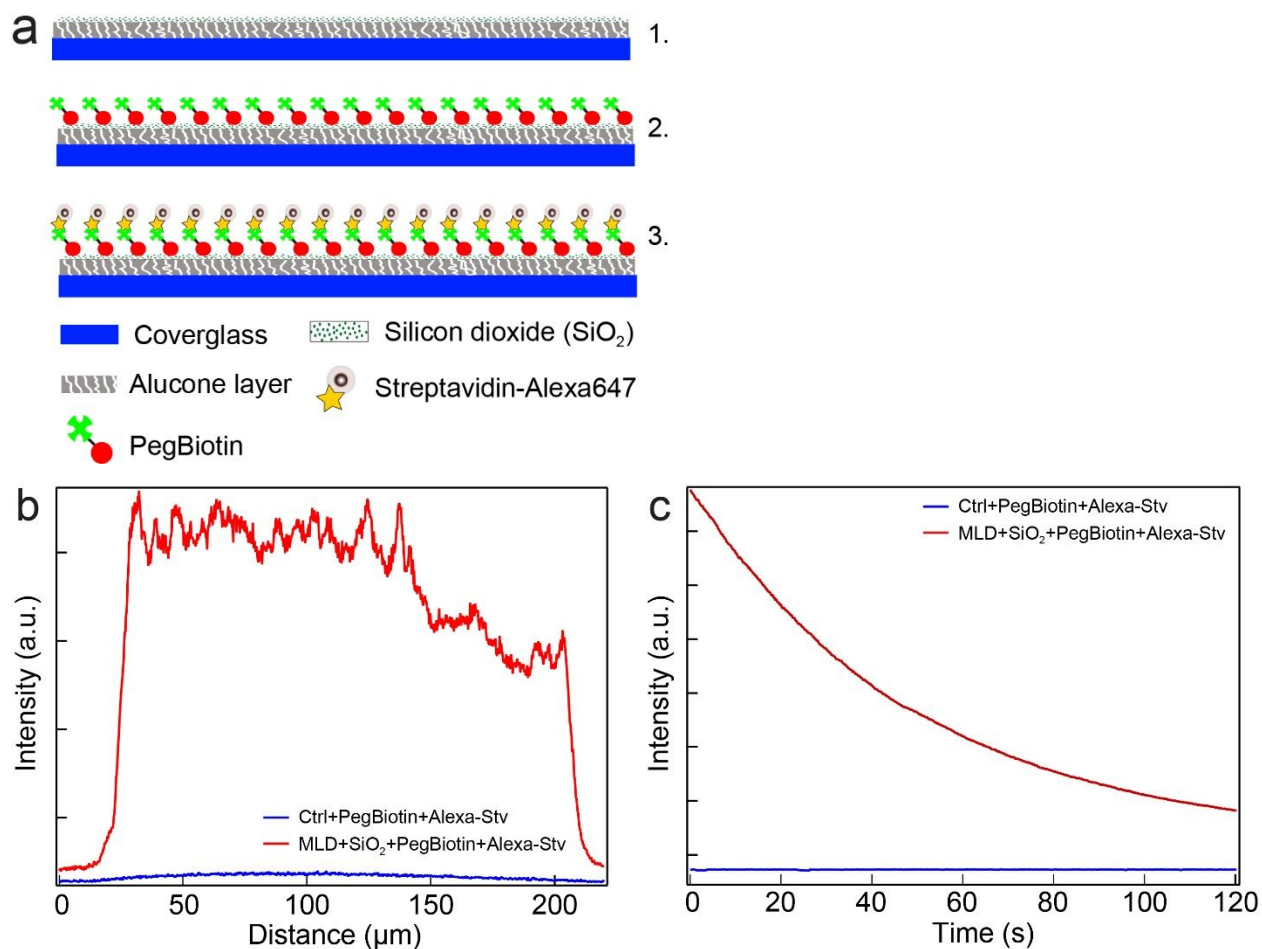 a
1.
2.
3.
Coverglass
Silicon dioxide (SiO₂)
Alucone layer
Streptavidin-Alexa647
PegBiotin
b
Intensity (a.u.)
Ctrl+PegBiotin+Alexa-Stv
MLD+SiO₂+PegBiotin+Alexa-Stv
0 50 100 150 200
Distance (µm)
c
Intensity (a.u.)
Ctrl+PegBiotin+Alexa-Stv
MLD+SiO₂+PegBiotin+Alexa-Stv
0 20 40 60 80 100 120
Time (s)